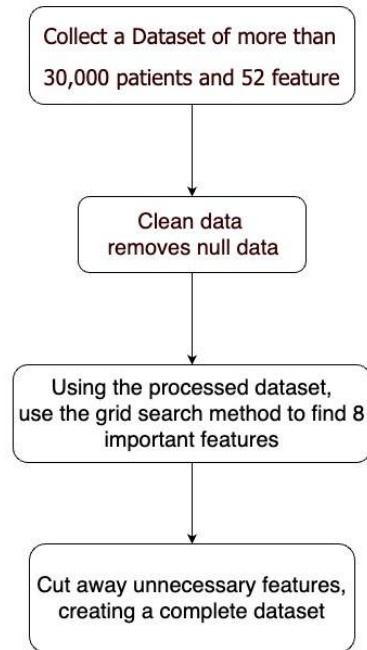 Collect a Dataset of more than
30,000 patients and 52 feature
Clean data
removes null data
Using the processed dataset,
use the grid search method to find 8
important features
Cut away unnecessary features,
creating a complete dataset